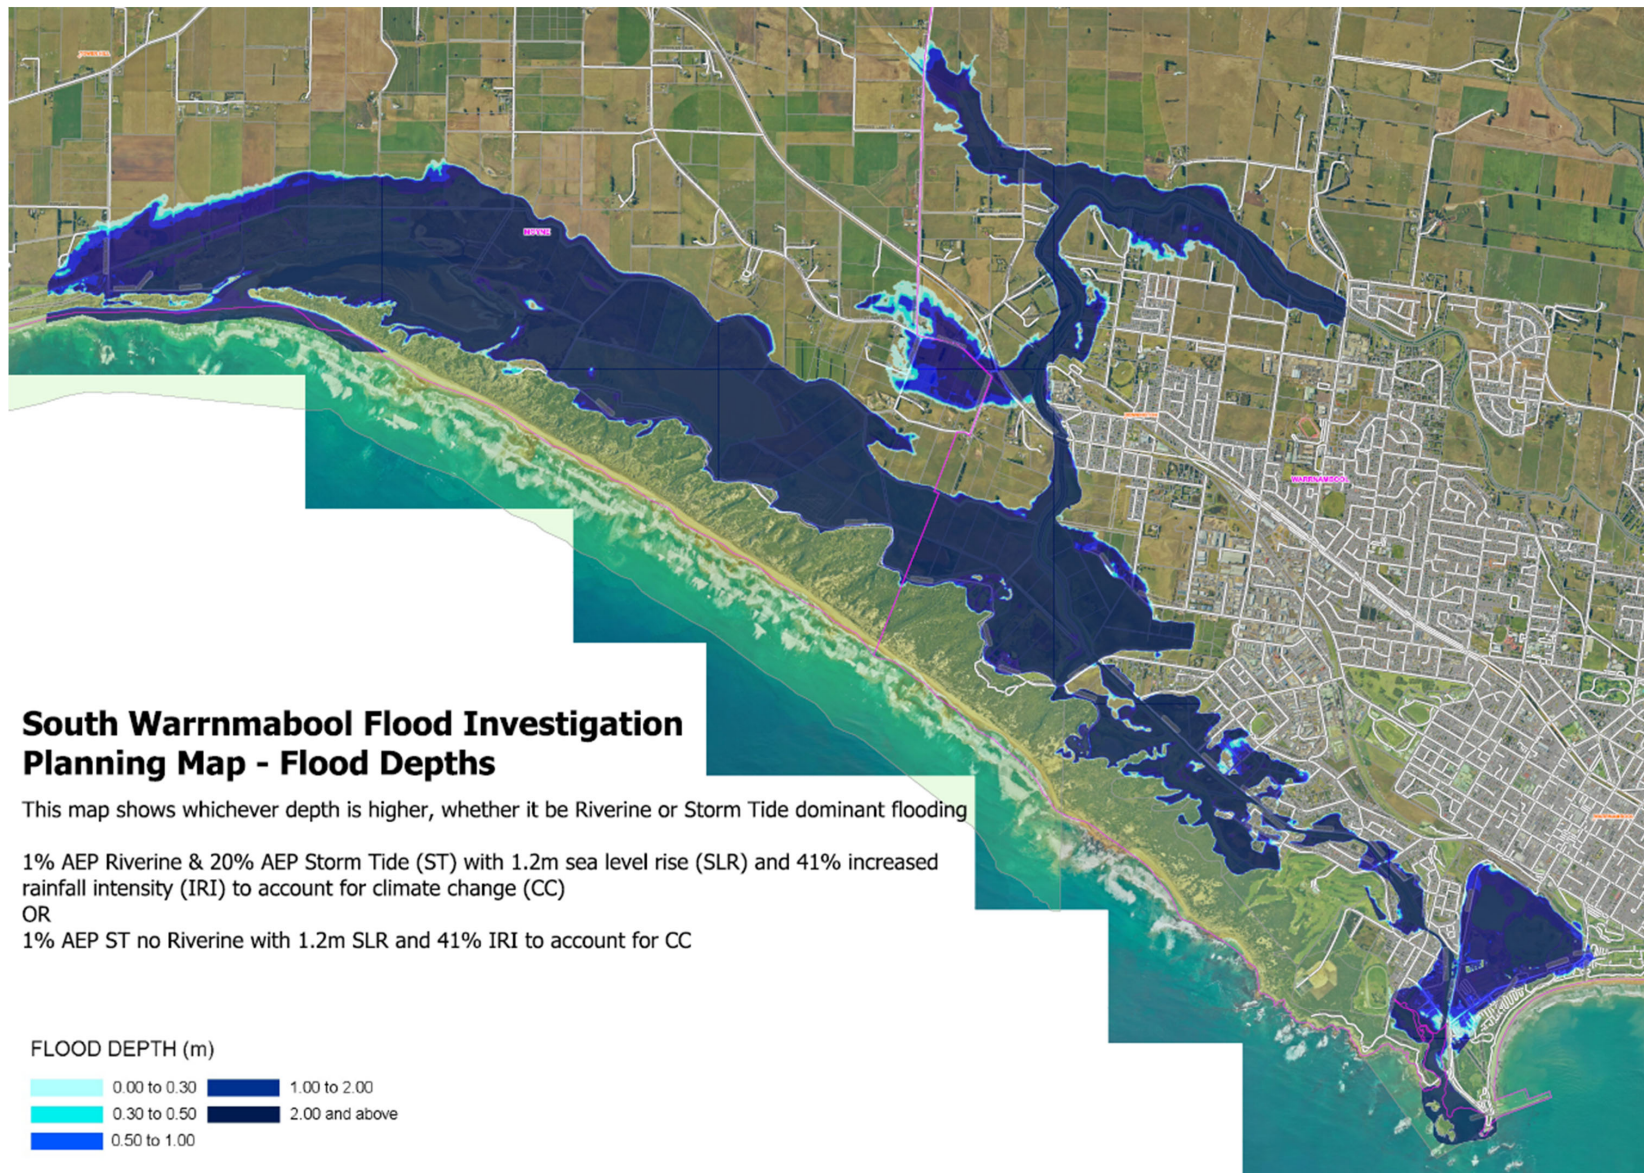 MOYNE
WARRNAMBOOL
South Warrnmabool Flood Investigation
Planning Map - Flood Depths
This map shows whichever depth is higher, whether it be Riverine or Storm Tide dominant flooding
1% AEP Riverine & 20% AEP Storm Tide (ST) with 1.2m sea level rise (SLR) and 41% increased
rainfall intensity (IRI) to account for climate change (CC)
OR
1% AEP ST no Riverine with 1.2m SLR and 41% IRI to account for CC
FLOOD DEPTH (m)
0.00 to 0.30
1.00 to 2.00
0.30 to 0.50
2.00 and above
0.50 to 1.00